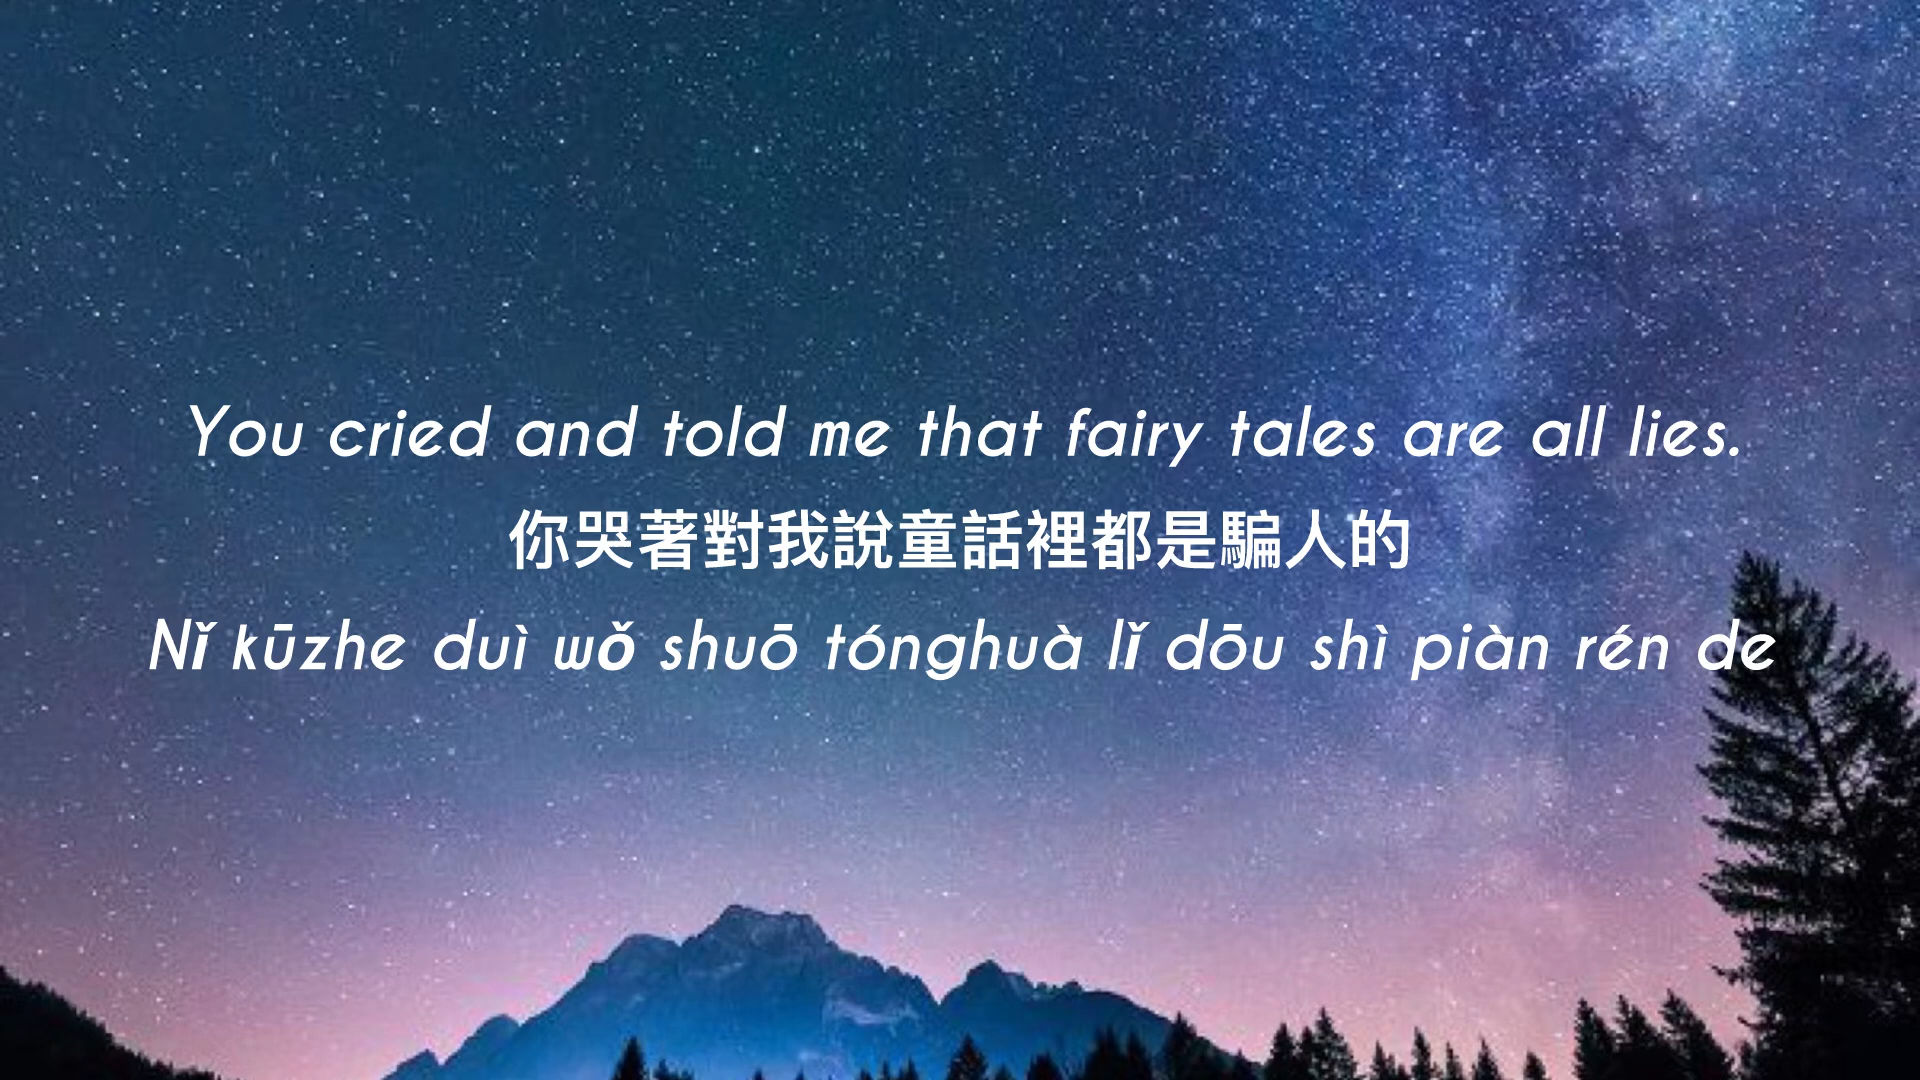 You cried and told me that fairy tales are all lies.
你哭著對我說童話裡都是騙人的
Nǐ kūzhe duì wǒ shuō tónghuà lǐ dōu shì piàn rén de